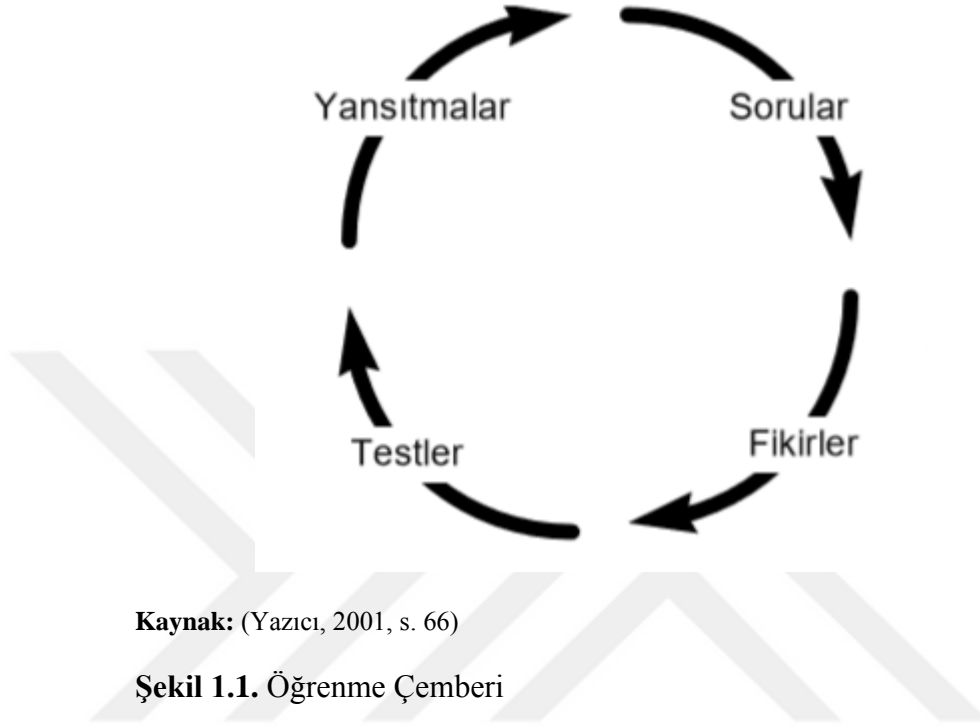 Yansıtmalar
Sorular
Testler
Fikirler
Kaynak: (Yazıcı, 2001, s. 66)
Şekil 1.1. Öğrenme Çemberi